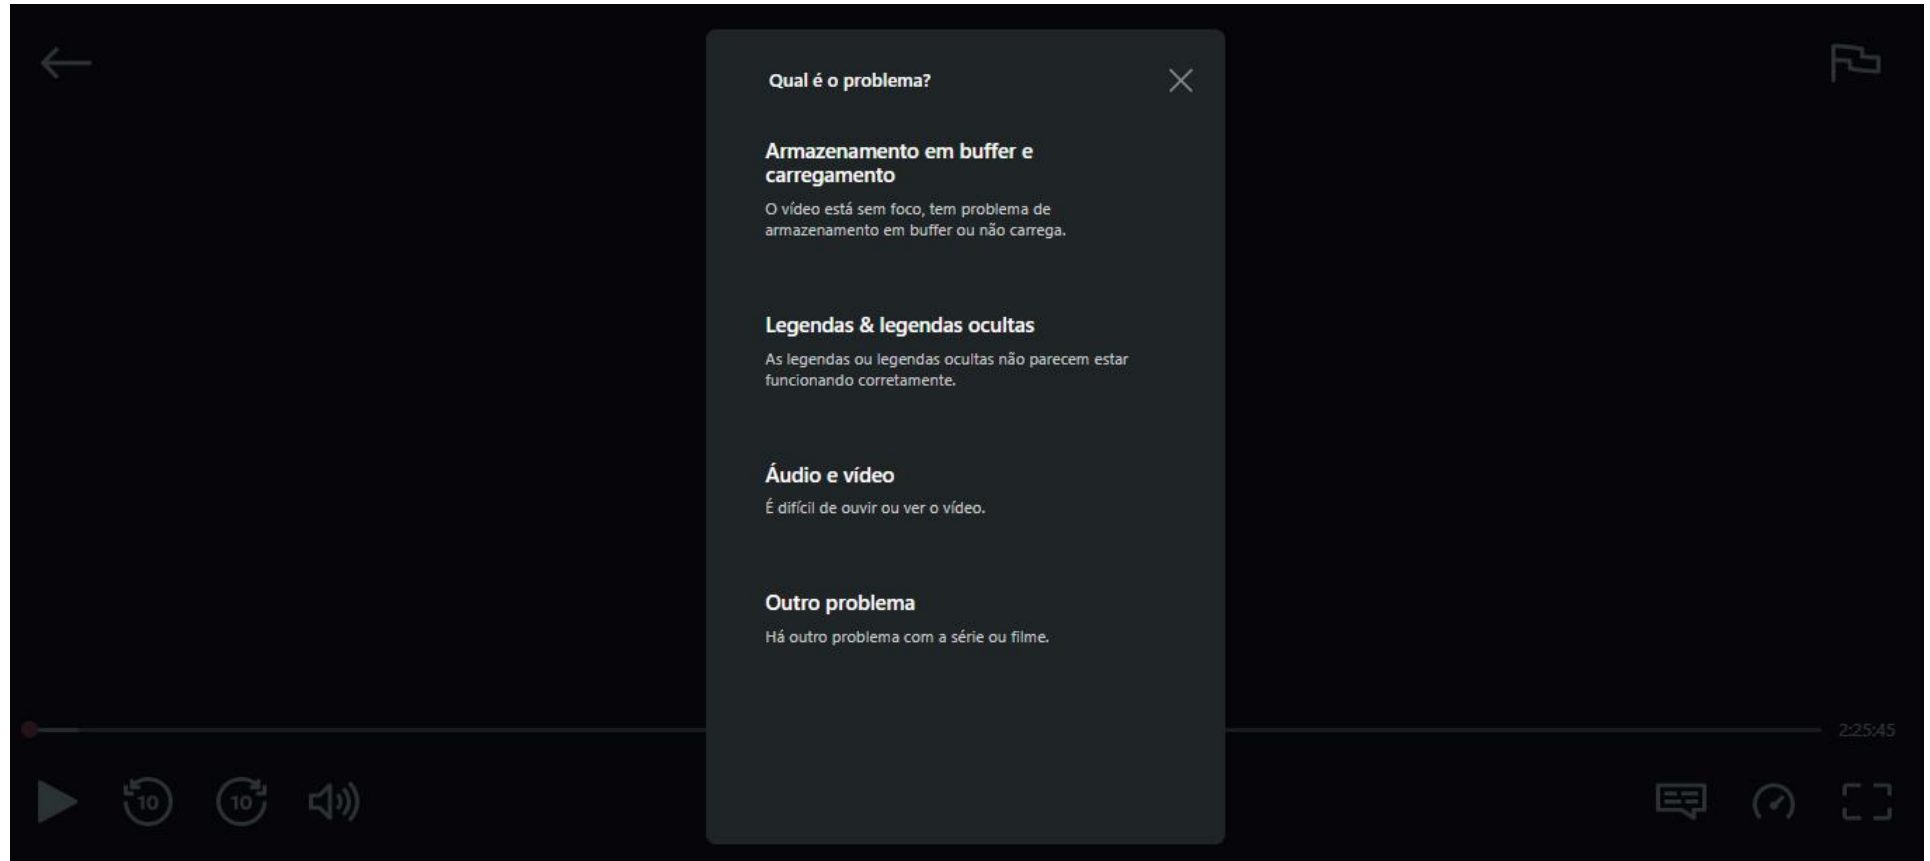 Qual é o problema?
Armazenamento em buffer e
carregamento
O vídeo está sem foco, tem problema de
armazenamento em buffer ou não carrega.
Legendas & legendas ocultas
As legendas ou legendas ocultas não parecem estar
funcionando corretamente.
Áudio e vídeo
É difícil de ouvir ou ver o vídeo.
Outro problema
Há outro problema com a série ou filme.
2:25:45
10
10